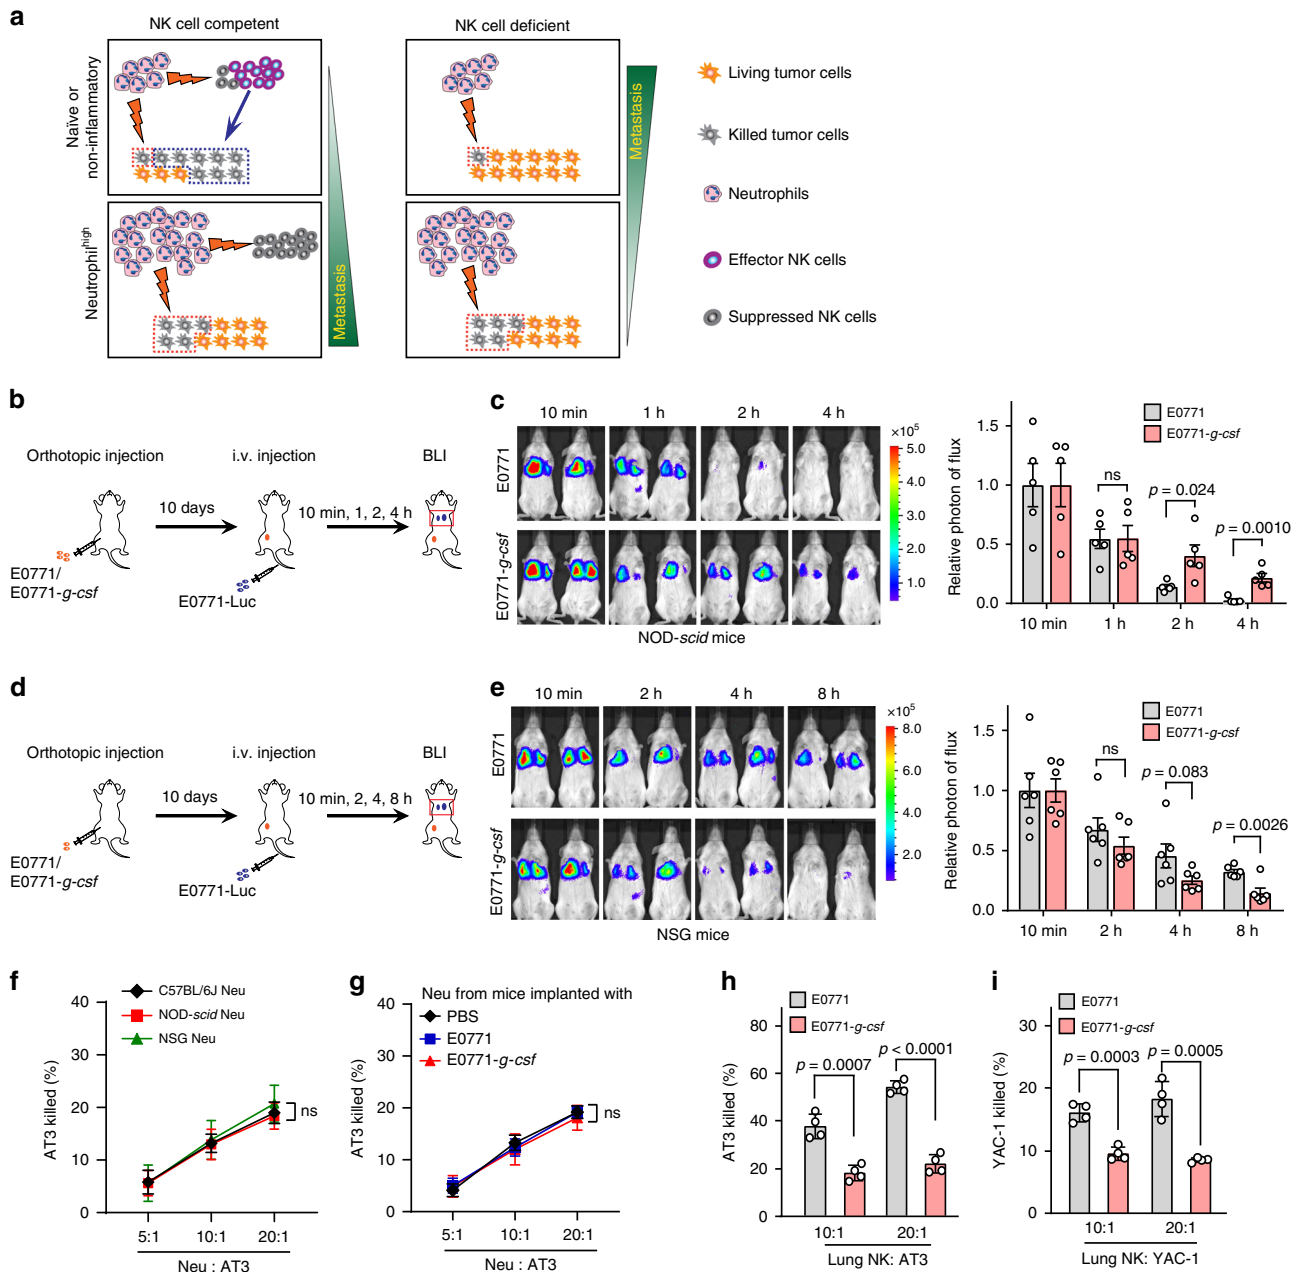 a
NK cell competent
NK cell deficient
Naïve or
non-inflammatory
Neutrophil^high
Metastasis
Metastasis
Living tumor cells
Killed tumor cells
Neutrophils
Effector NK cells
Suppressed NK cells
b
Orthotopic injection
i.v. injection
BLI
10 days
10 min, 1, 2, 4 h
E0771/
E0771-g-csf
E0771-Luc
c
10 min 1 h 2 h 4 h
E0771
E0771-g-csf
×10^5
5.0
4.0
3.0
2.0
1.0
NOD-scid mice
Relative photon of flux
1.5
1.0
0.5
0.0
E0771
E0771-g-csf
ns
p = 0.024
p = 0.0010
10 min 1 h 2 h 4 h
d
Orthotopic injection
i.v. injection
BLI
10 days
10 min, 2, 4, 8 h
E0771/
E0771-g-csf
E0771-Luc
e
10 min 2 h 4 h 8 h
E0771
E0771-g-csf
×10^5
8.0
6.0
4.0
2.0
NSG mice
Relative photon of flux
1.5
1.0
0.5
0.0
E0771
E0771-g-csf
ns
p = 0.083
p = 0.0026
10 min 2 h 4 h 8 h
f
C57BL/6J Neu
NOD-scid Neu
NSG Neu
AT3 killed (%)
40
30
20
10
0
ns
5:1 10:1 20:1
Neu : AT3
g
Neu from mice implanted with
PBS
E0771
E0771-g-csf
AT3 killed (%)
40
30
20
10
0
ns
5:1 10:1 20:1
Neu : AT3
h
E0771
E0771-g-csf
AT3 killed (%)
80
60
40
20
0
p = 0.0007
p < 0.0001
10:1 20:1
Lung NK: AT3
i
E0771
E0771-g-csf
YAC-1 killed (%)
30
20
10
0
p = 0.0003
p = 0.0005
10:1 20:1
Lung NK: YAC-1